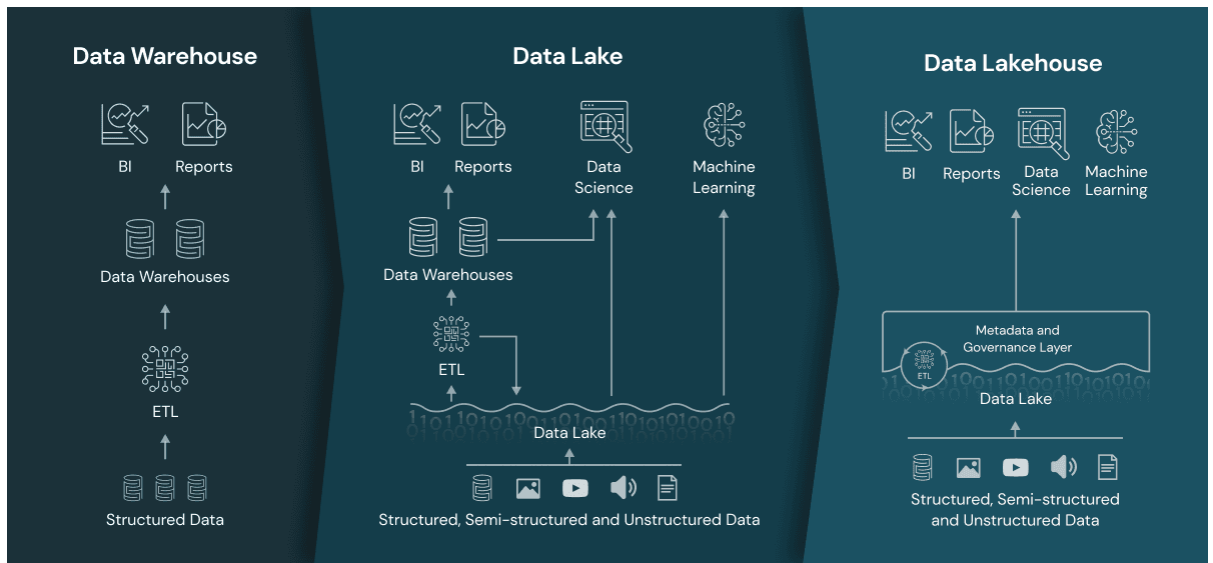 Data Warehouse
BI
Reports
Data Warehouses
ETL
Structured Data
Data Lake
BI
Reports
Data
Science
Machine
Learning
Data Warehouses
ETL
Data Lake
Structured, Semi-structured and Unstructured Data
Data Lakehouse
BI
Reports
Data
Science
Machine
Learning
Metadata and
Governance Layer
ETL
Data Lake
Structured, Semi-structured
and Unstructured Data